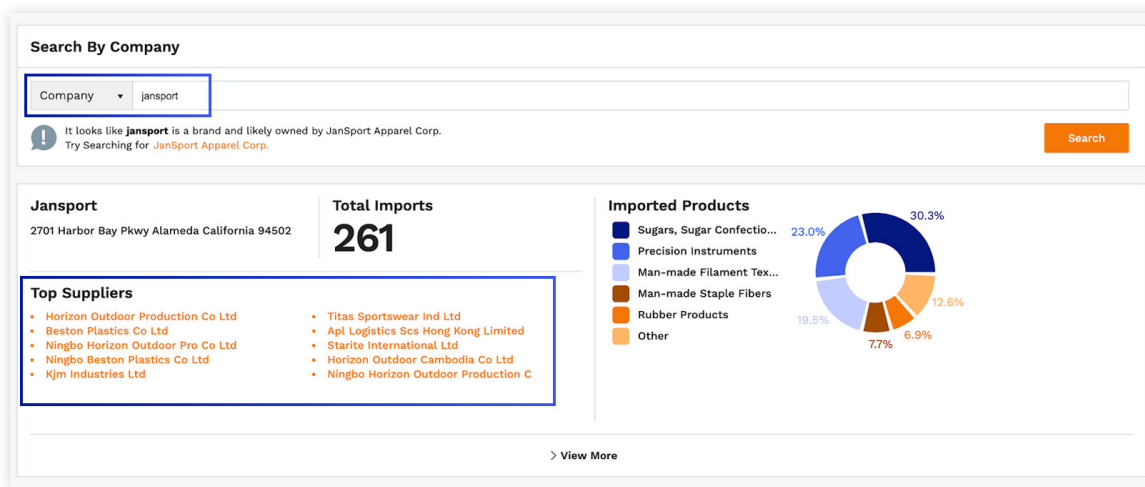 Search By Company
Company
jansport
It looks like jansport is a brand and likely owned by JanSport Apparel Corp.
Try Searching for JanSport Apparel Corp.
Search
Jansport
2701 Harbor Bay Pkwy Alameda California 94502
Total Imports
261
Top Suppliers
Horizon Outdoor Production Co Ltd
Beston Plastics Co Ltd
Ningbo Horizon Outdoor Pro Co Ltd
Ningbo Beston Plastics Co Ltd
Kjm Industries Ltd
Titas Sportswear Ind Ltd
Apl Logistics Scs Hong Kong Limited
Starite International Ltd
Horizon Outdoor Cambodia Co Ltd
Ningbo Horizon Outdoor Production C
Imported Products
Sugars, Sugar Confectio...
Precision Instruments
Man-made Filament Tex...
Man-made Staple Fibers
Rubber Products
Other
30.3%
23.0%
19.5%
7.7%
6.9%
12.6%
View More